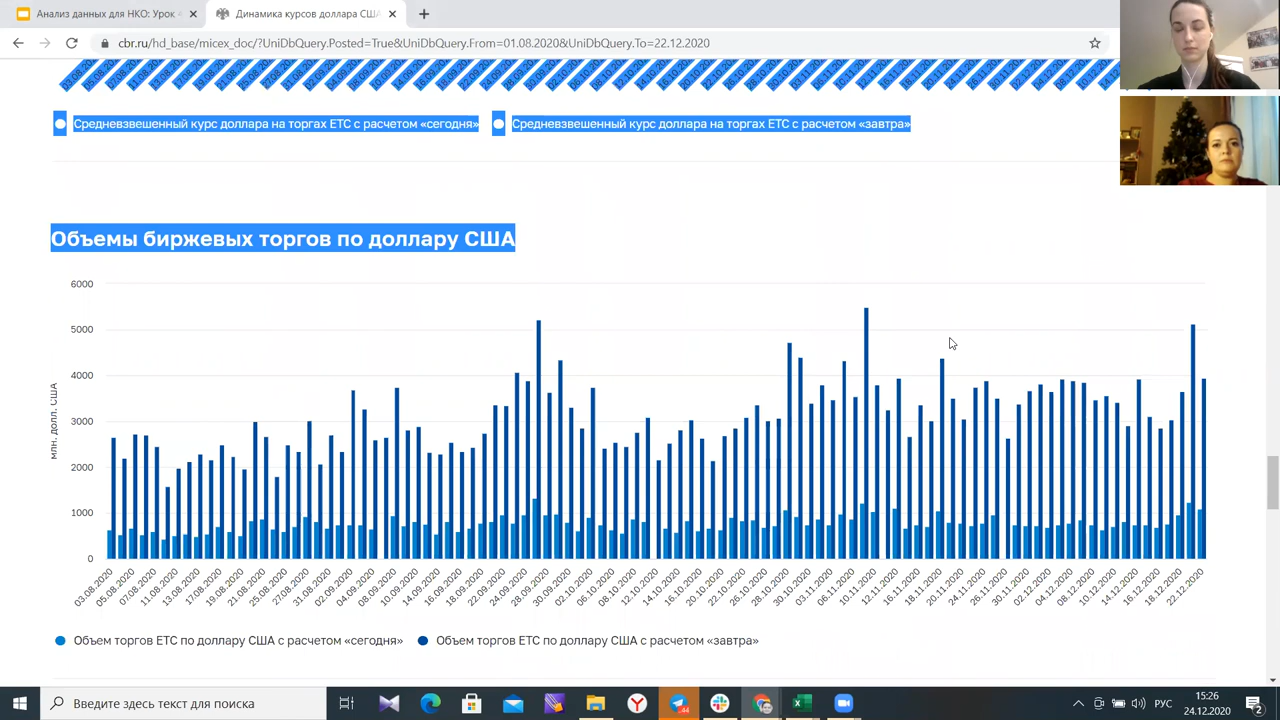 Анализ данных для НКО: Урок
Динамика курсов доллара США
cbr.ru/hd_base/micex_doc/?UniDbQuery.Posted=True&UniDbQuery.From=01.08.2020&UniDbQuery.To=22.12.2020
Средневзвешенный курс доллара на торгах ЕТС с расчетом «сегодня»
Средневзвешенный курс доллара на торгах ЕТС с расчетом «завтра»
Объемы биржевых торгов по доллару США
млн. долл. США
6000
5000
4000
3000
2000
1000
0
03.08.2020 05.08.2020 07.08.2020 11.08.2020 13.08.2020 17.08.2020 19.08.2020 21.08.2020 25.08.2020 27.08.2020 31.08.2020 02.09.2020 04.09.2020 08.09.2020 10.09.2020 14.09.2020 16.09.2020 18.09.2020 22.09.2020 24.09.2020 28.09.2020 30.09.2020 02.10.2020 06.10.2020 08.10.2020 12.10.2020 14.10.2020 16.10.2020 20.10.2020 22.10.2020 26.10.2020 28.10.2020 30.10.2020 03.11.2020 06.11.2020 10.11.2020 12.11.2020 16.11.2020 18.11.2020 20.11.2020 24.11.2020 26.11.2020 30.11.2020 02.12.2020 04.12.2020 08.12.2020 10.12.2020 14.12.2020 16.12.2020 18.12.2020 22.12.2020
Объем торгов ЕТС по доллару США с расчетом «сегодня»
Объем торгов ЕТС по доллару США с расчетом «завтра»
Введите здесь текст для поиска
РУС
15:26
24.12.2020
2